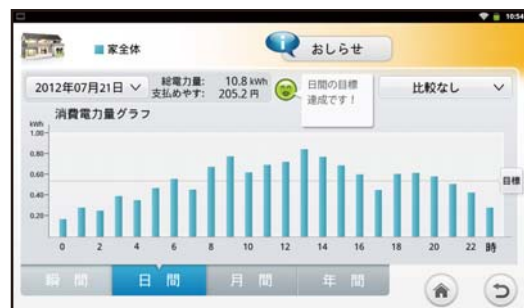 10:54
家全体
おしらせ
2012年07月21日
総電力量: 10.8 kWh
支払めやす: 205.2 円
日間の目標
達成です！
比較なし
消費電力量グラフ
kWh
1.00
0.80
0.60
0.40
0.20
目標
0 2 4 6 8 10 12 14 16 18 20 22 時
瞬間 日間 月間 年間